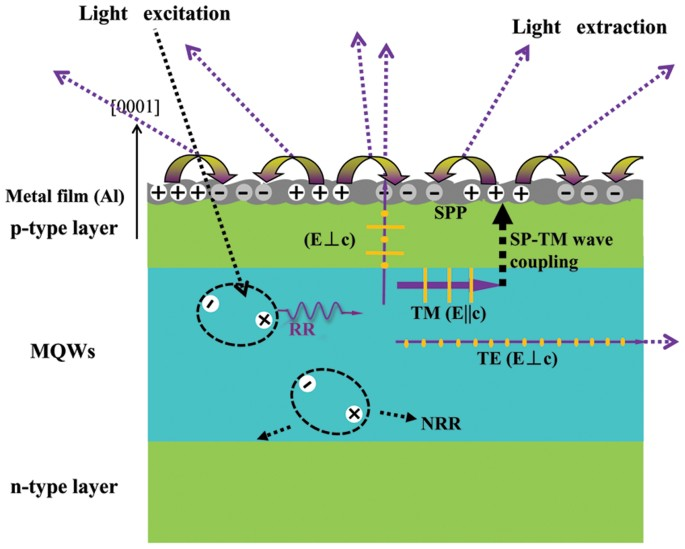 Light excitation
Light extraction
[0001]
Metal film (Al)
+ + + - - - - + + + - - - - + + + - - -
SPP
p-type layer
(E⊥c)
SP-TM wave
coupling
TM (E||c)
- ×
RR
MQWs
TE (E⊥c)
- ×
NRR
n-type layer